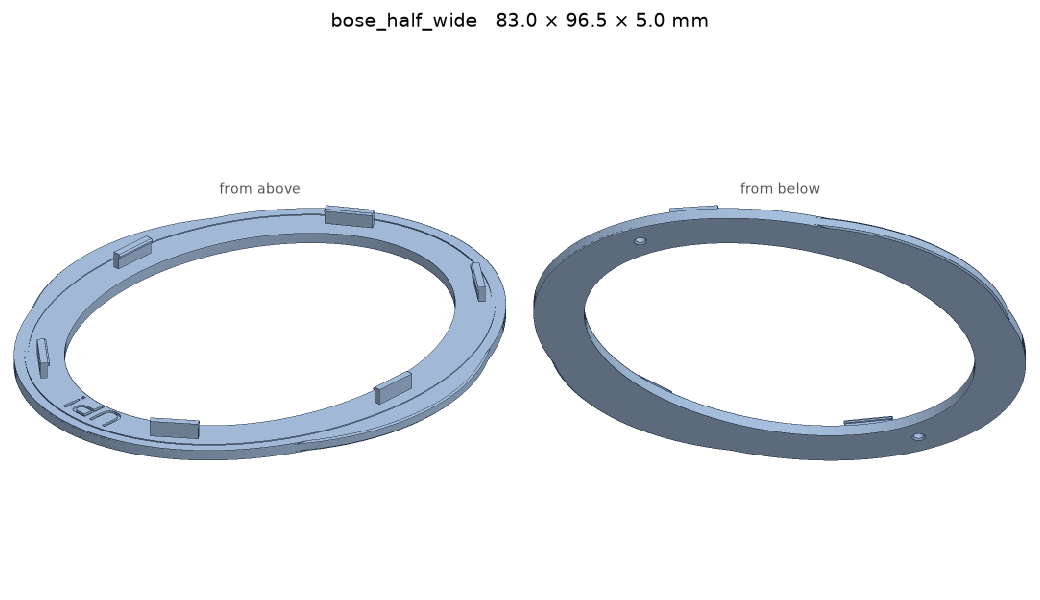 bose_half_wide 83.0 × 96.5 × 5.0 mm
from above
from below